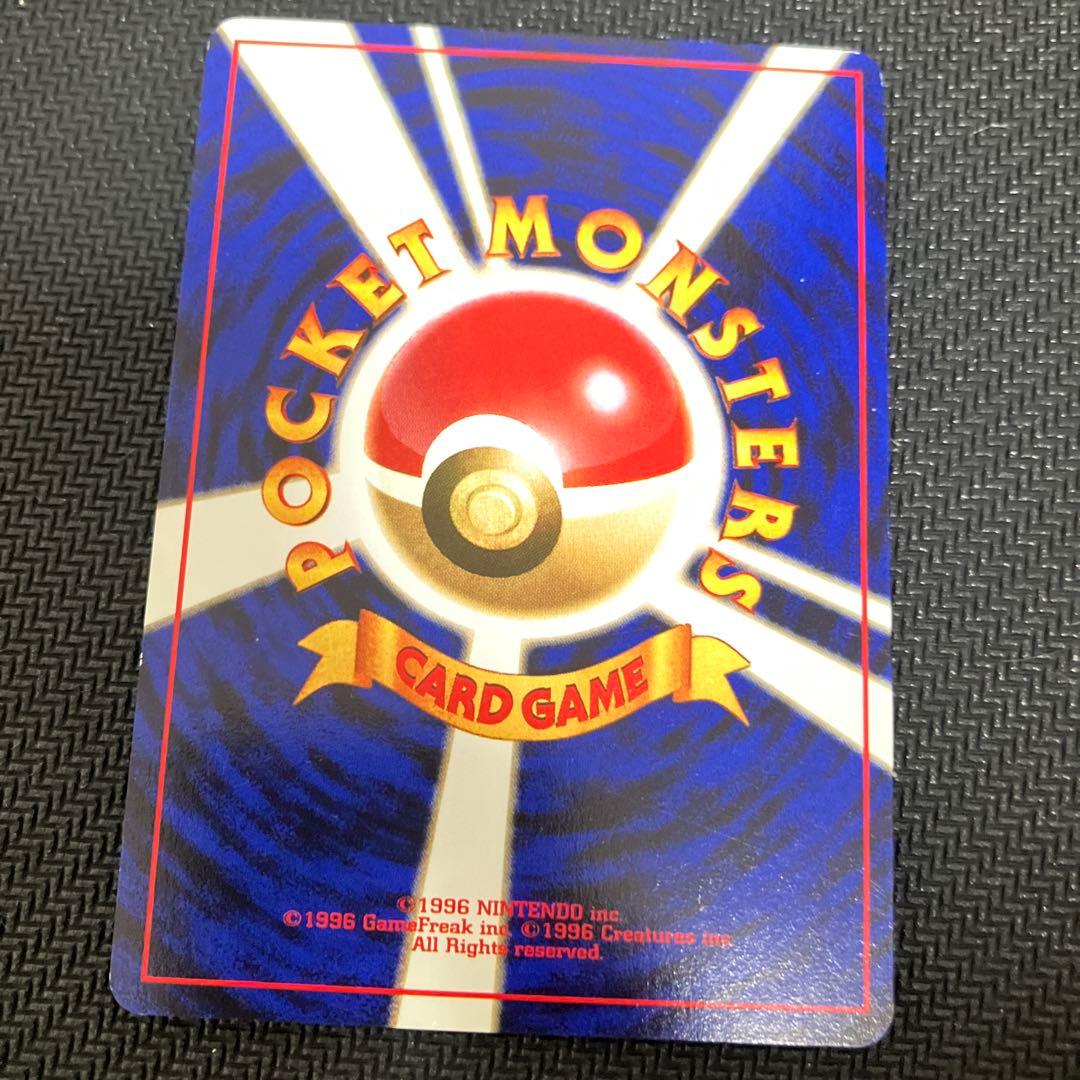 POCKET MONSTERS
CARD GAME
©1996 NINTENDO inc.
©1996 GameFreak inc. ©1996 Creatures inc.
All Rights reserved.